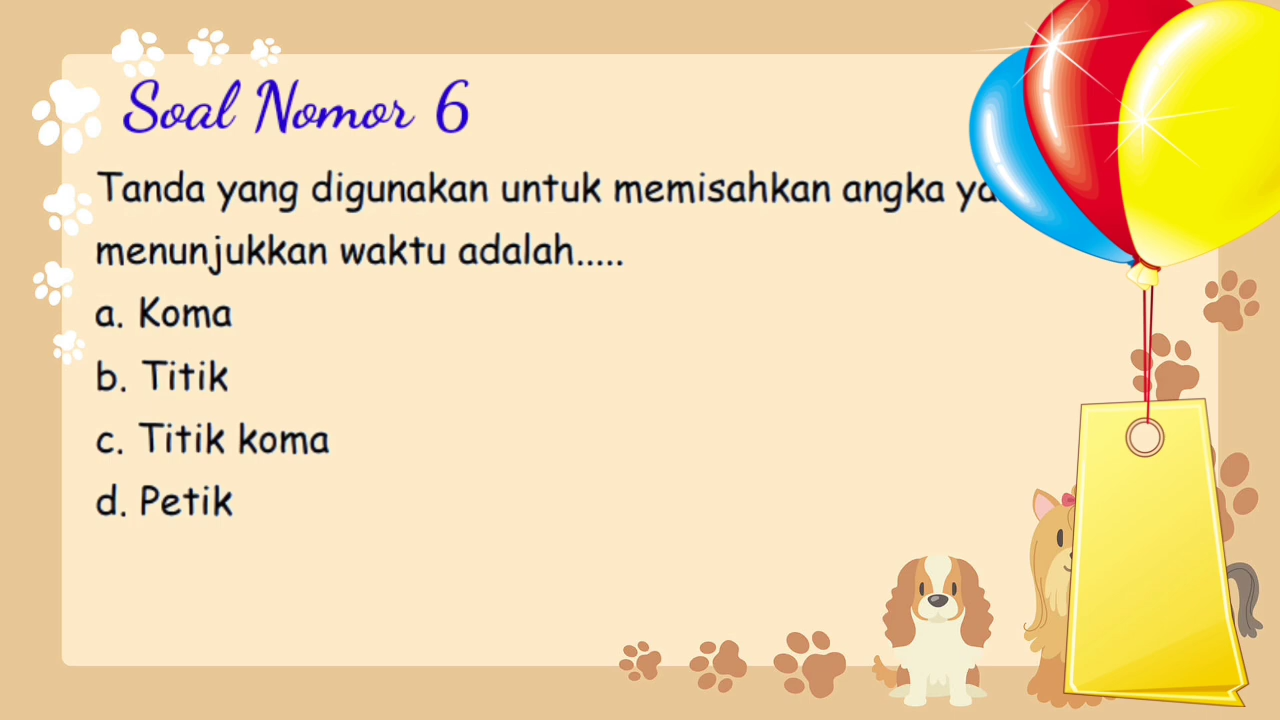 Soal Nomor 6
Tanda yang digunakan untuk memisahkan angka
menunjukkan waktu adalah.....
a. Koma
b. Titik
c. Titik koma
d. Petik